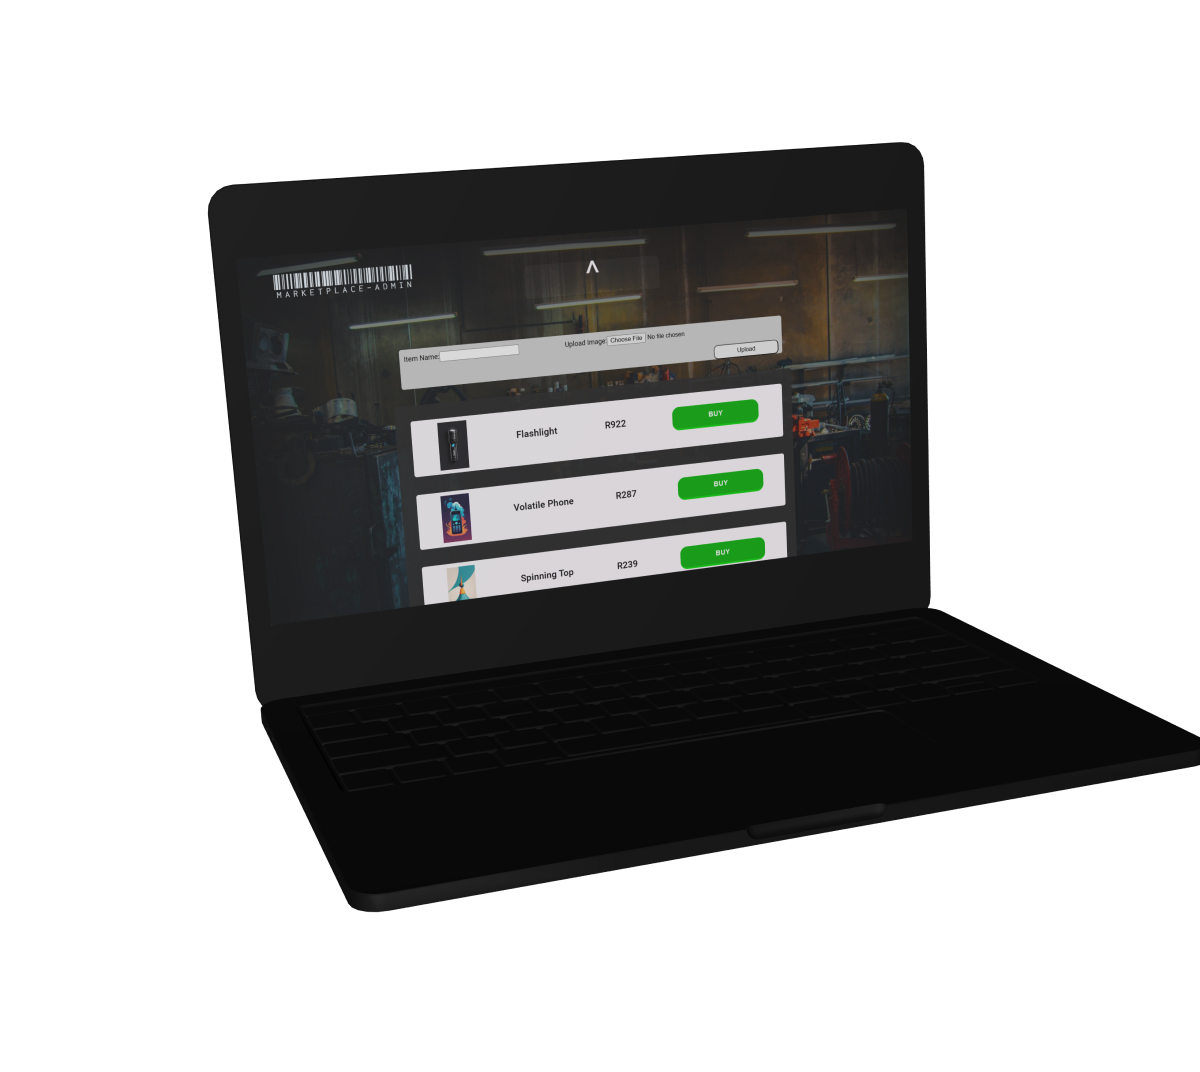 MARKETPLACE-ADMIN
^
Item Name:
Upload Image: Choose File No file chosen
Upload
Flashlight R922 BUY
Volatile Phone R287 BUY
Spinning Top R239 BUY